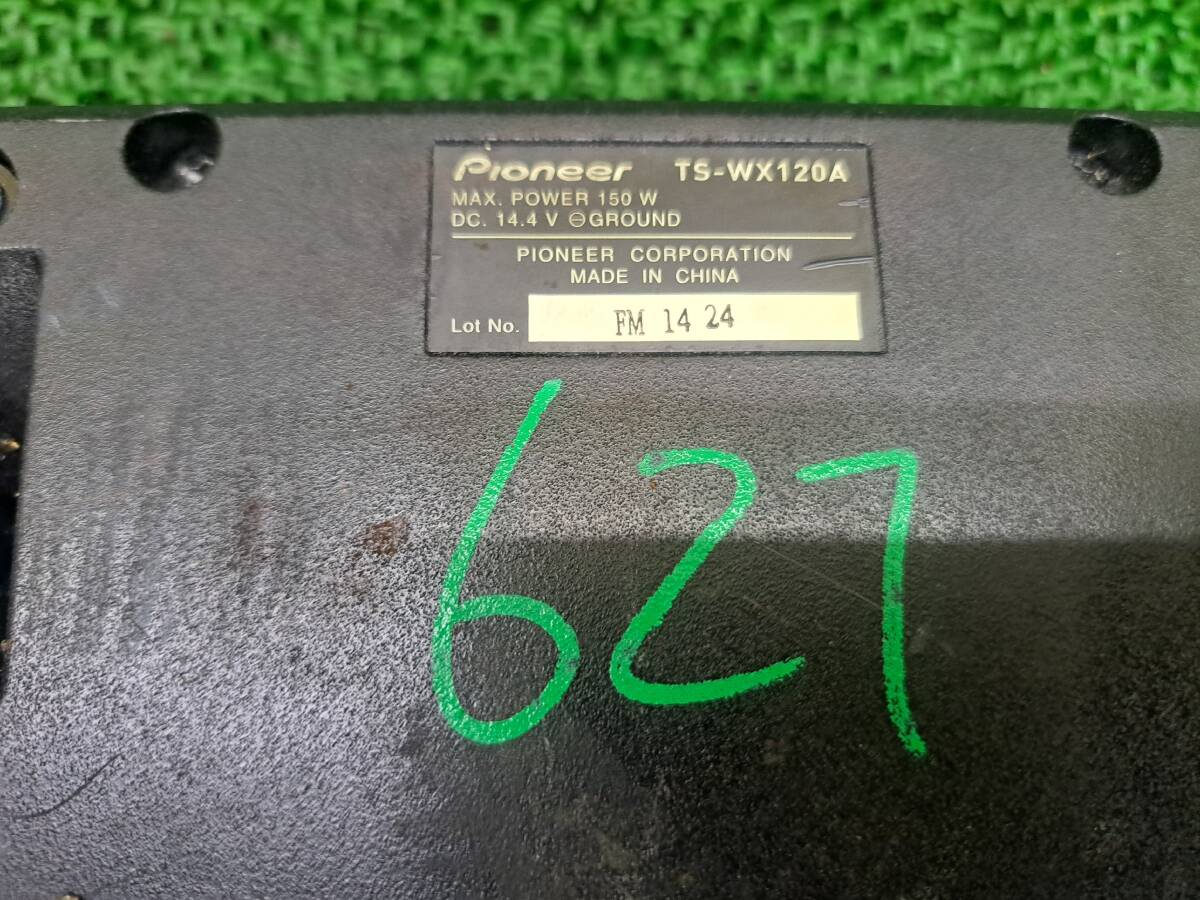 Pioneer TS-WX120A
MAX. POWER 150 W
DC. 14.4 V ⊖ GROUND
PIONEER CORPORATION
MADE IN CHINA
Lot No. FM 14 24
627